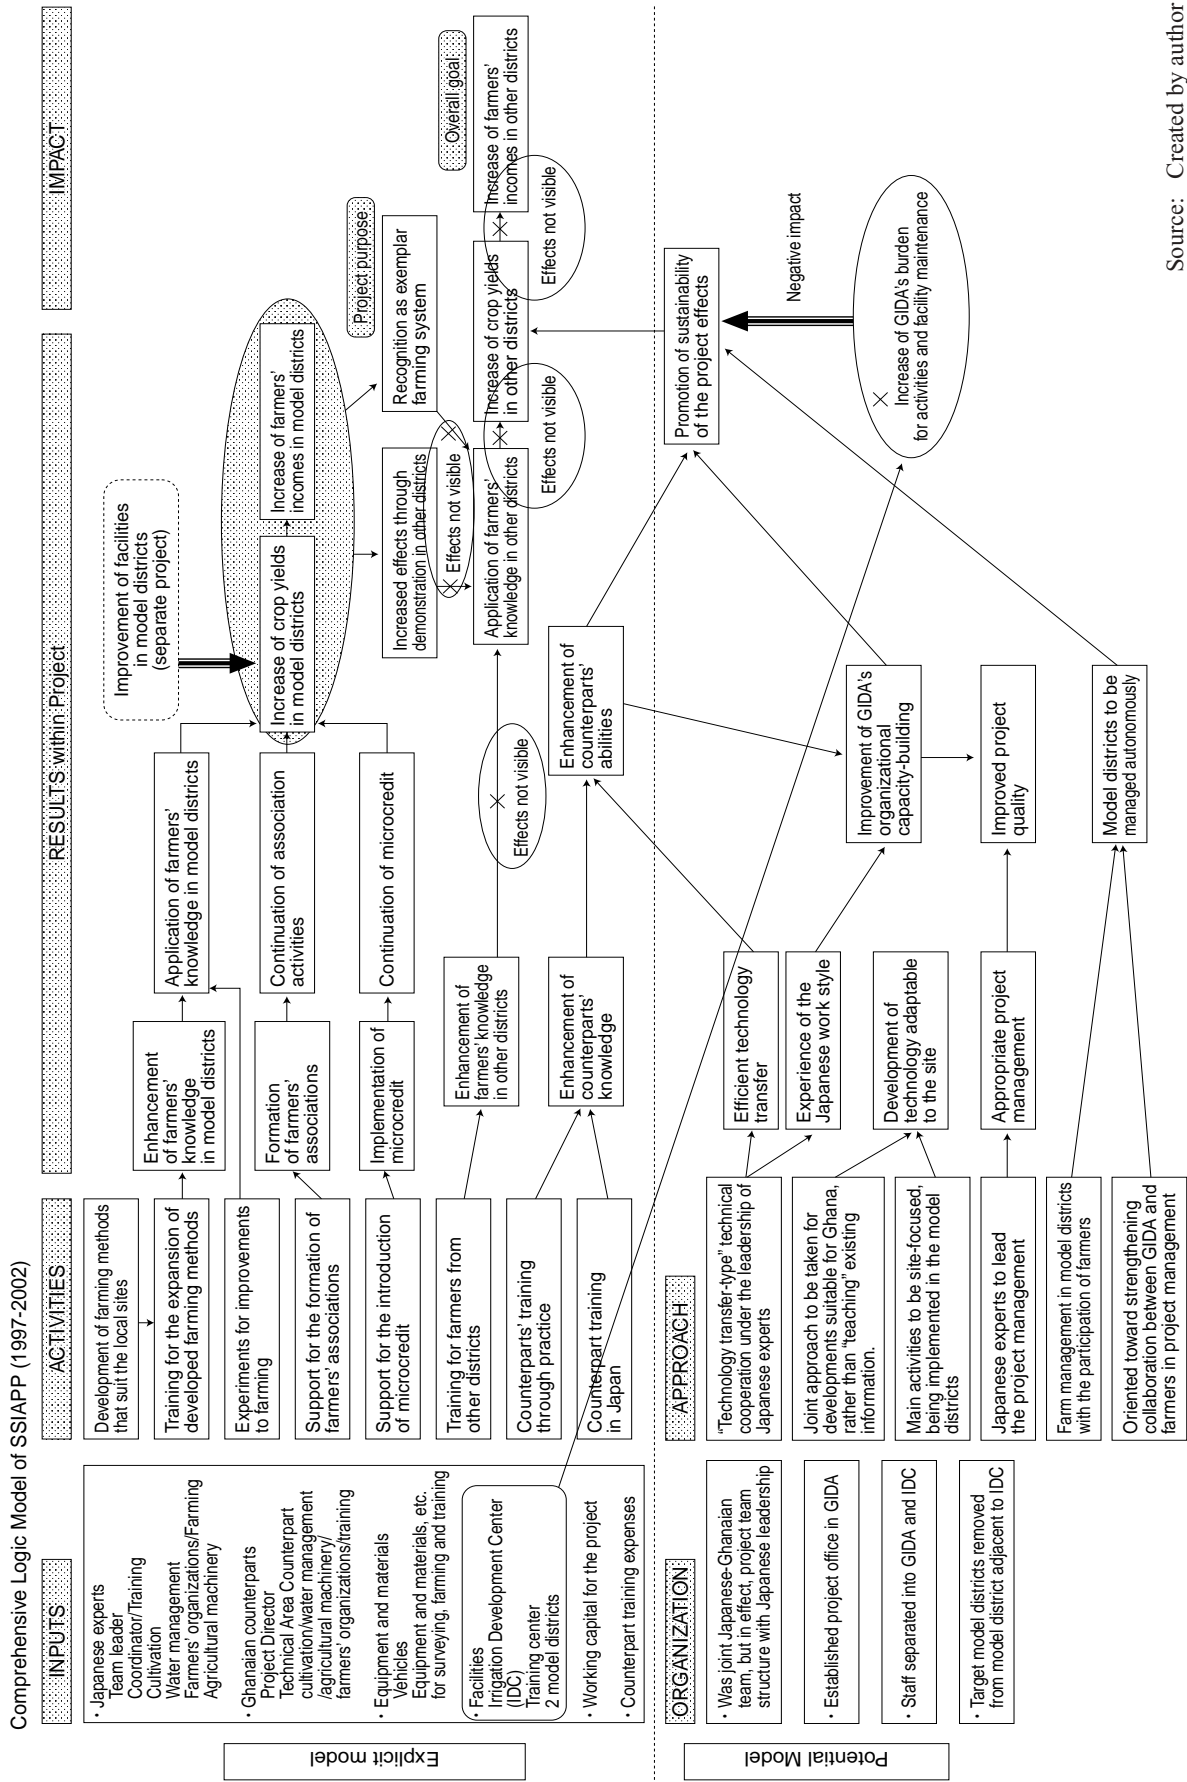 Comprehensive Logic Model of SSIAPP (1997-2002)
INPUTS
ACTIVITIES
RESULTS within Project
IMPACT
Explicit model
・Japanese experts
Team leader
Coordinator/Training
Cultivation
Water management
Farmers' organizations/Farming
Agricultural machinery
・Ghanaian counterparts
Project Director
Technical Area Counterpart
cultivation/water management
/agricultural machinery/
farmers' organizations/training
・Equipment and materials
Vehicles
Equipment and materials, etc.
for surveying, farming and training
・Facilities
Irrigation Development Center
(IDC)
Training center
2 model districts
・Working capital for the project
・Counterpart training expenses
Development of farming methods
that suit the local sites
Training for the expansion of
developed farming methods
Experiments for improvements
to farming
Support for the formation of
farmers' associations
Support for the introduction
of microcredit
Training for farmers from
other districts
Counterparts' training
through practice
Counterpart training
in Japan
Enhancement
of farmers'
knowledge
in model districts
Formation
of farmers'
associations
Implementation of
microcredit
Enhancement of
farmers' knowledge
in other districts
Enhancement of
counterparts'
knowledge
Application of farmers'
knowledge in model districts
Continuation of association
activities
Continuation of microcredit
Effects not visible
Enhancement of
counterparts'
abilities
Improvement of facilities
in model districts
(separate project)
Increase of crop yields
in model districts
Increase of farmers'
incomes in model districts
Increased effects through
demonstration in other districts
Project purpose
Recognition as exemplar
farming system
Effects not visible
Application of farmers'
knowledge in other districts
Effects not visible
Increase of crop yields
in other districts
Effects not visible
Overall goal
Increase of farmers'
incomes in other districts
Potential Model
ORGANIZATION
APPROACH
・Was joint Japanese-Ghanaian
team, but in effect, project team
structure with Japanese leadership
・Established project office in GIDA
・Staff separated into GIDA and IDC
・Target model districts removed
from model district adjacent to IDC
"Technology transfer-type" technical
cooperation under the leadership of
Japanese experts
Joint approach to be taken for
developments suitable for Ghana,
rather than "teaching" existing
information.
Main activities to be site-focused,
being implemented in the model
districts
Japanese experts to lead
the project management
Farm management in model districts
with the participation of farmers
Oriented toward strengthening
collaboration between GIDA and
farmers in project management
Efficient technology
transfer
Experience of the
Japanese work style
Development of
technology adaptable
to the site
Appropriate project
management
Improvement of GIDA's
organizational
capacity-building
Improved project
quality
Model districts to be
managed autonomously
Promotion of sustainability
of the project effects
Negative impact
Increase of GIDA's burden
for activities and facility maintenance
Source: Created by author